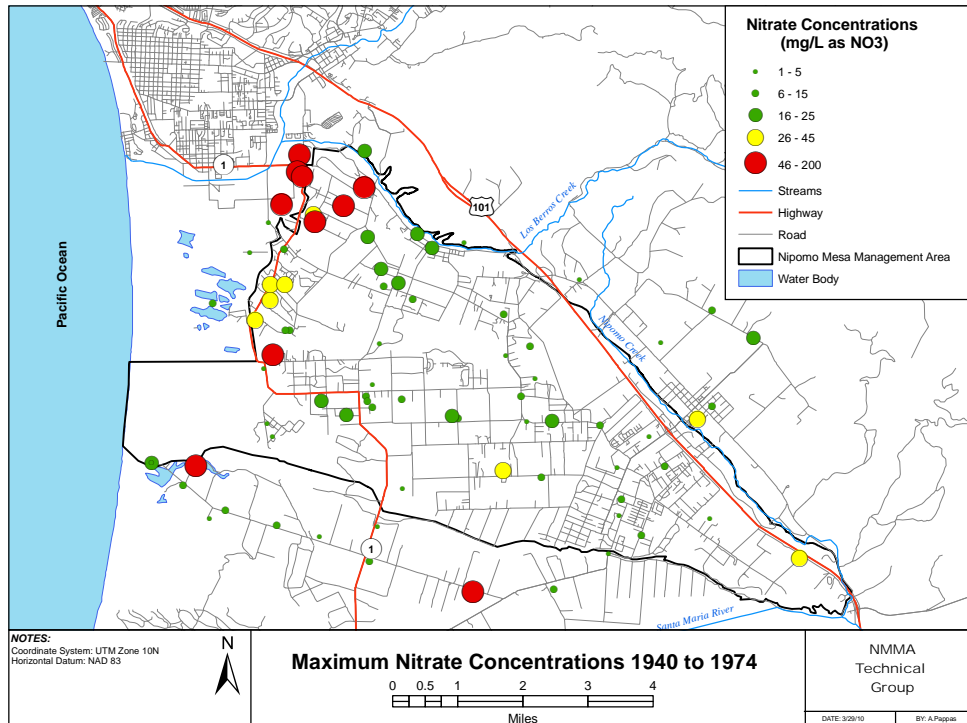 Nitrate Concentrations
(mg/L as NO3)
1 - 5
6 - 15
16 - 25
26 - 45
46 - 200
Streams
Highway
Road
Nipomo Mesa Management Area
Water Body
1
101
Los Berros Creek
Pacific Ocean
Nipomo Creek
1
Santa Maria River
NOTES:
Coordinate System: UTM Zone 10N
Horizontal Datum: NAD 83
N
Maximum Nitrate Concentrations 1940 to 1974
0 0.5 1 2 3 4
Miles
NMMA
Technical
Group
DATE: 3/29/10
BY: A.Pappas